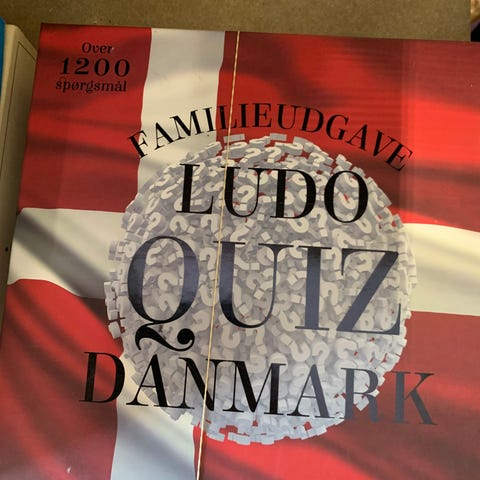 Over
1200
spørgsmål
FAMILIEUDGAVE
LUDO
QUIZ
DANMARK